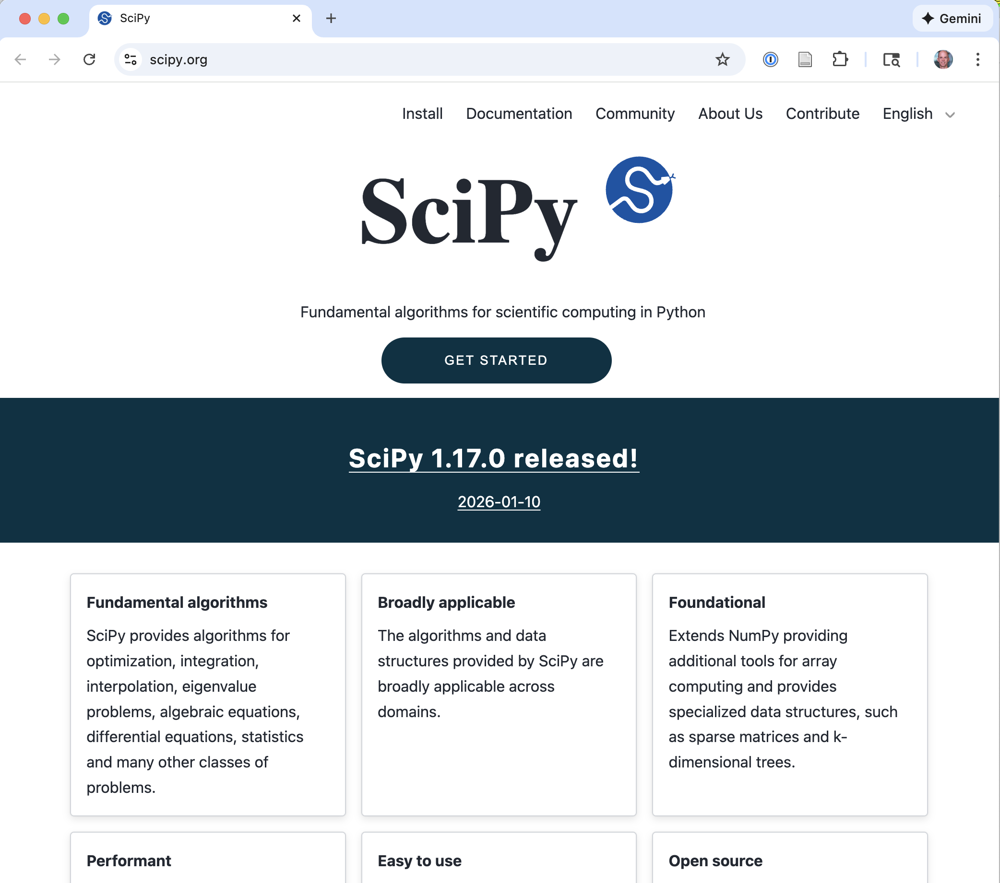 SciPy
Gemini
scipy.org
Install Documentation Community About Us Contribute English
SciPy
Fundamental algorithms for scientific computing in Python
GET STARTED
SciPy 1.17.0 released!
2026-01-10
Fundamental algorithms
SciPy provides algorithms for
optimization, integration,
interpolation, eigenvalue
problems, algebraic equations,
differential equations, statistics
and many other classes of
problems.
Broadly applicable
The algorithms and data
structures provided by SciPy are
broadly applicable across
domains.
Foundational
Extends NumPy providing
additional tools for array
computing and provides
specialized data structures, such
as sparse matrices and k-
dimensional trees.
Performant
Easy to use
Open source